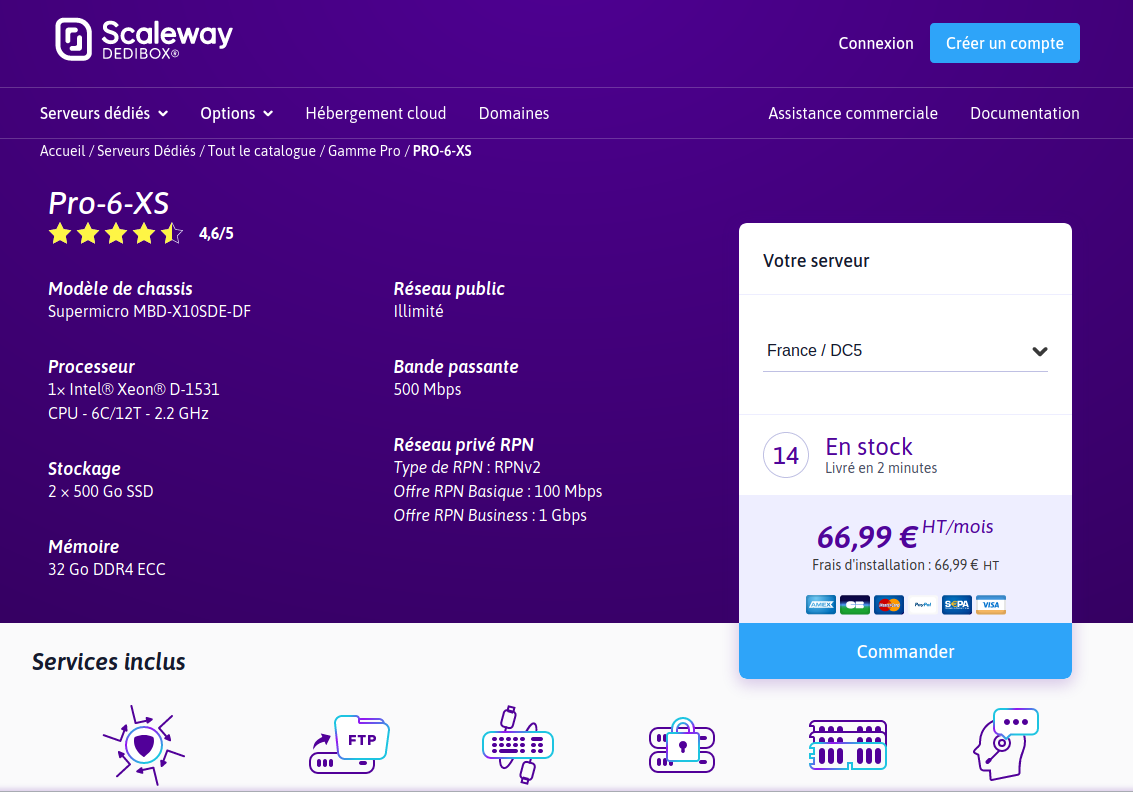 Scaleway
DEDIBOX®
Connexion
Créer un compte
Serveurs dédiés
Options
Hébergement cloud
Domaines
Assistance commerciale
Documentation
Accueil / Serveurs Dédiés / Tout le catalogue / Gamme Pro / PRO-6-XS
Pro-6-XS
4,6/5
Modèle de chassis
Supermicro MBD-X10SDE-DF
Processeur
1x Intel® Xeon® D-1531
CPU - 6C/12T - 2.2 GHz
Stockage
2 x 500 Go SSD
Mémoire
32 Go DDR4 ECC
Réseau public
Illimité
Bande passante
500 Mbps
Réseau privé RPN
Type de RPN : RPNv2
Offre RPN Basique : 100 Mbps
Offre RPN Business : 1 Gbps
Votre serveur
France / DC5
14
En stock
Livré en 2 minutes
66,99 € HT/mois
Frais d'installation : 66,99 € HT
AMEX CB Mastercard PayPal SEPA VISA
Commander
Services inclus
FTP